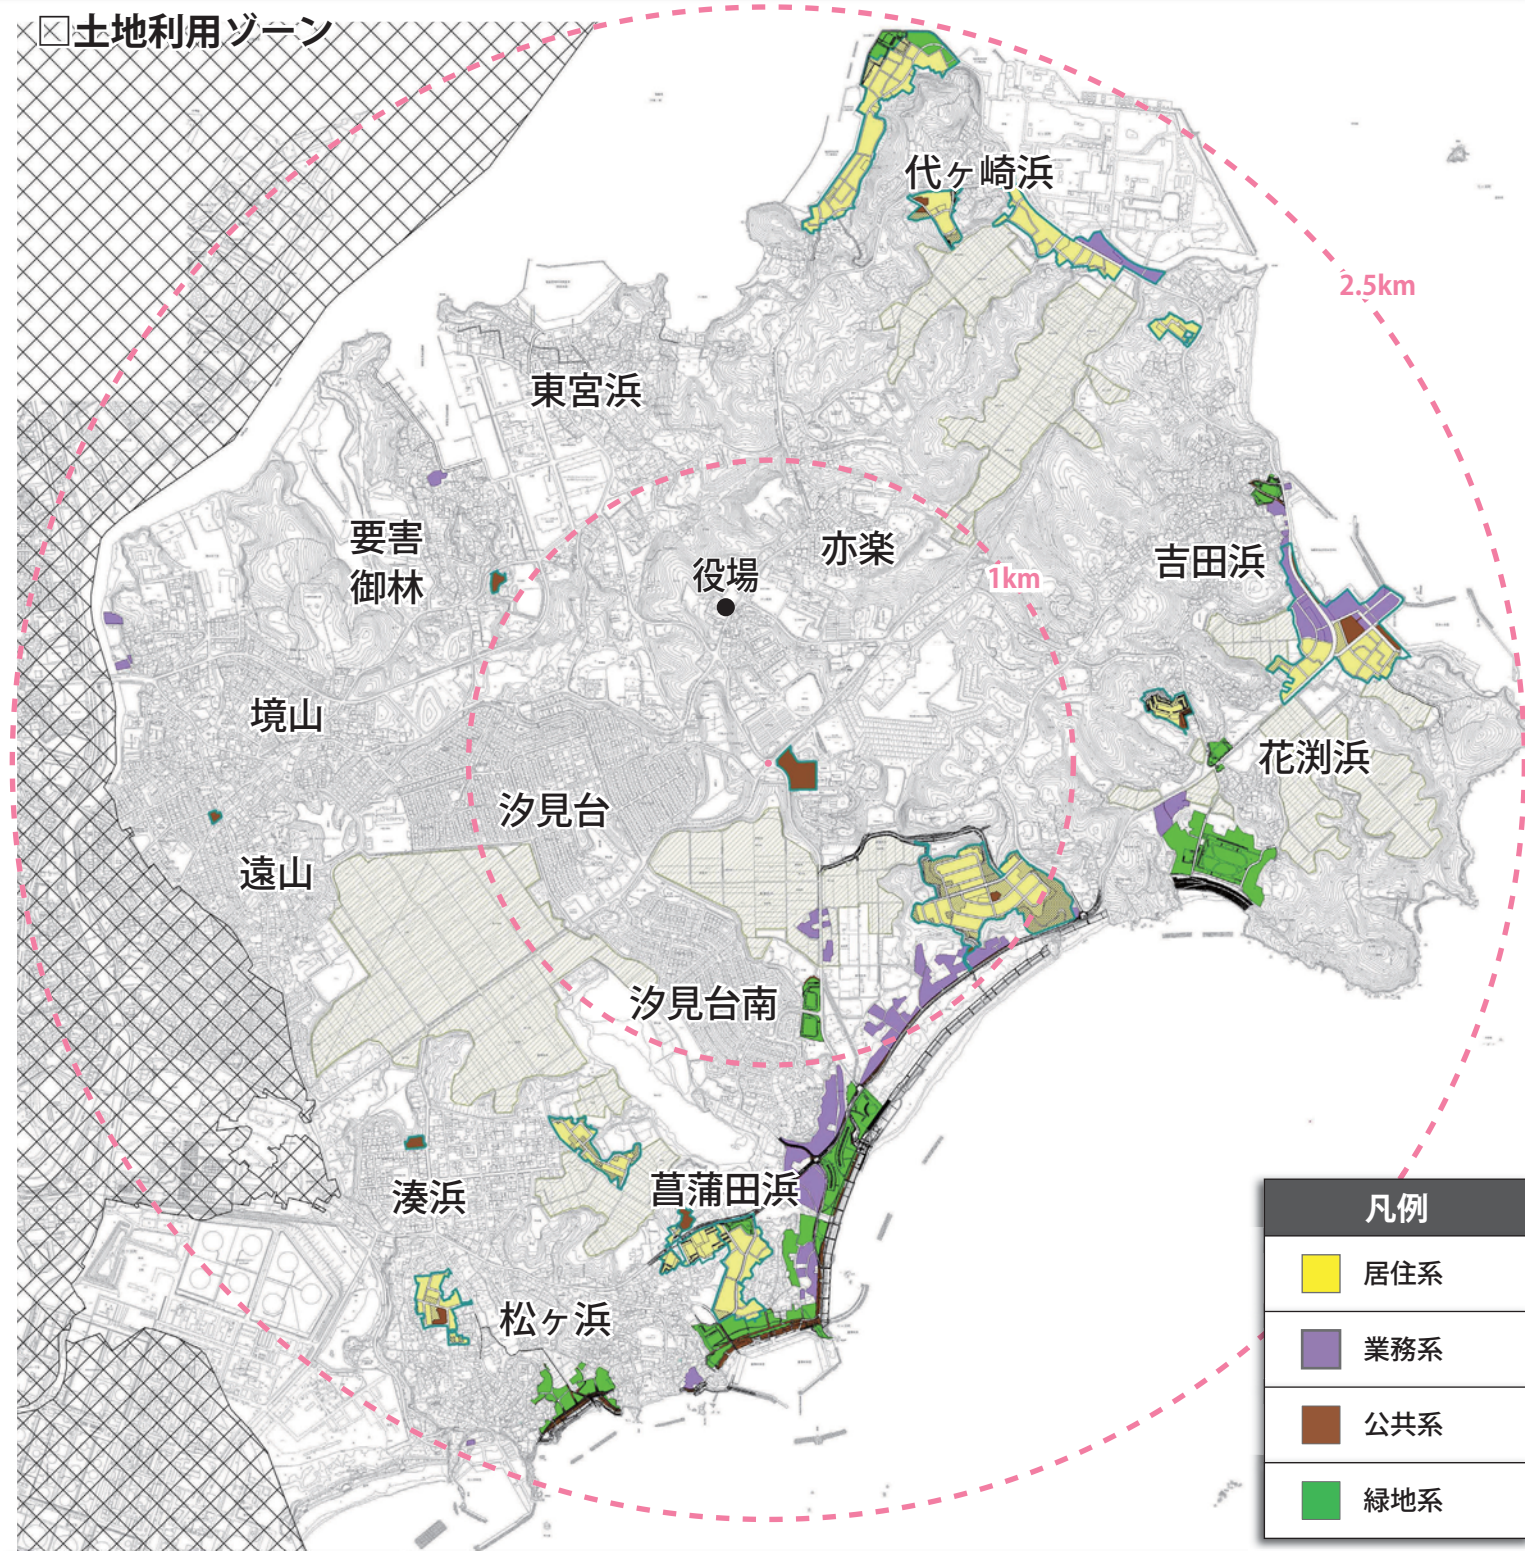 土地利用ゾーン
代ヶ崎浜
2.5km
東宮浜
要害
御林
役場
亦楽
1km
吉田浜
境山
花渕浜
汐見台
遠山
汐見台南
湊浜
菖蒲田浜
松ヶ浜
凡例
居住系
業務系
公共系
緑地系